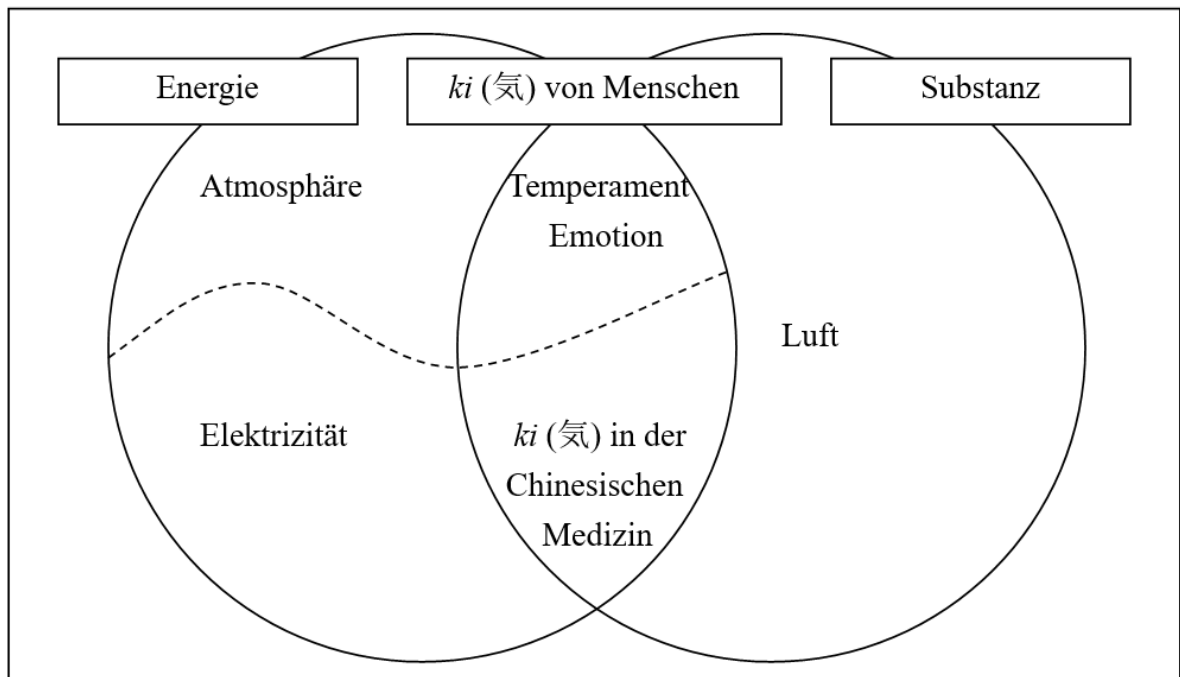 Energie
ki (気) von Menschen
Substanz
Atmosphäre
Temperament
Emotion
Luft
Elektrizität
ki (気) in der
Chinesischen
Medizin